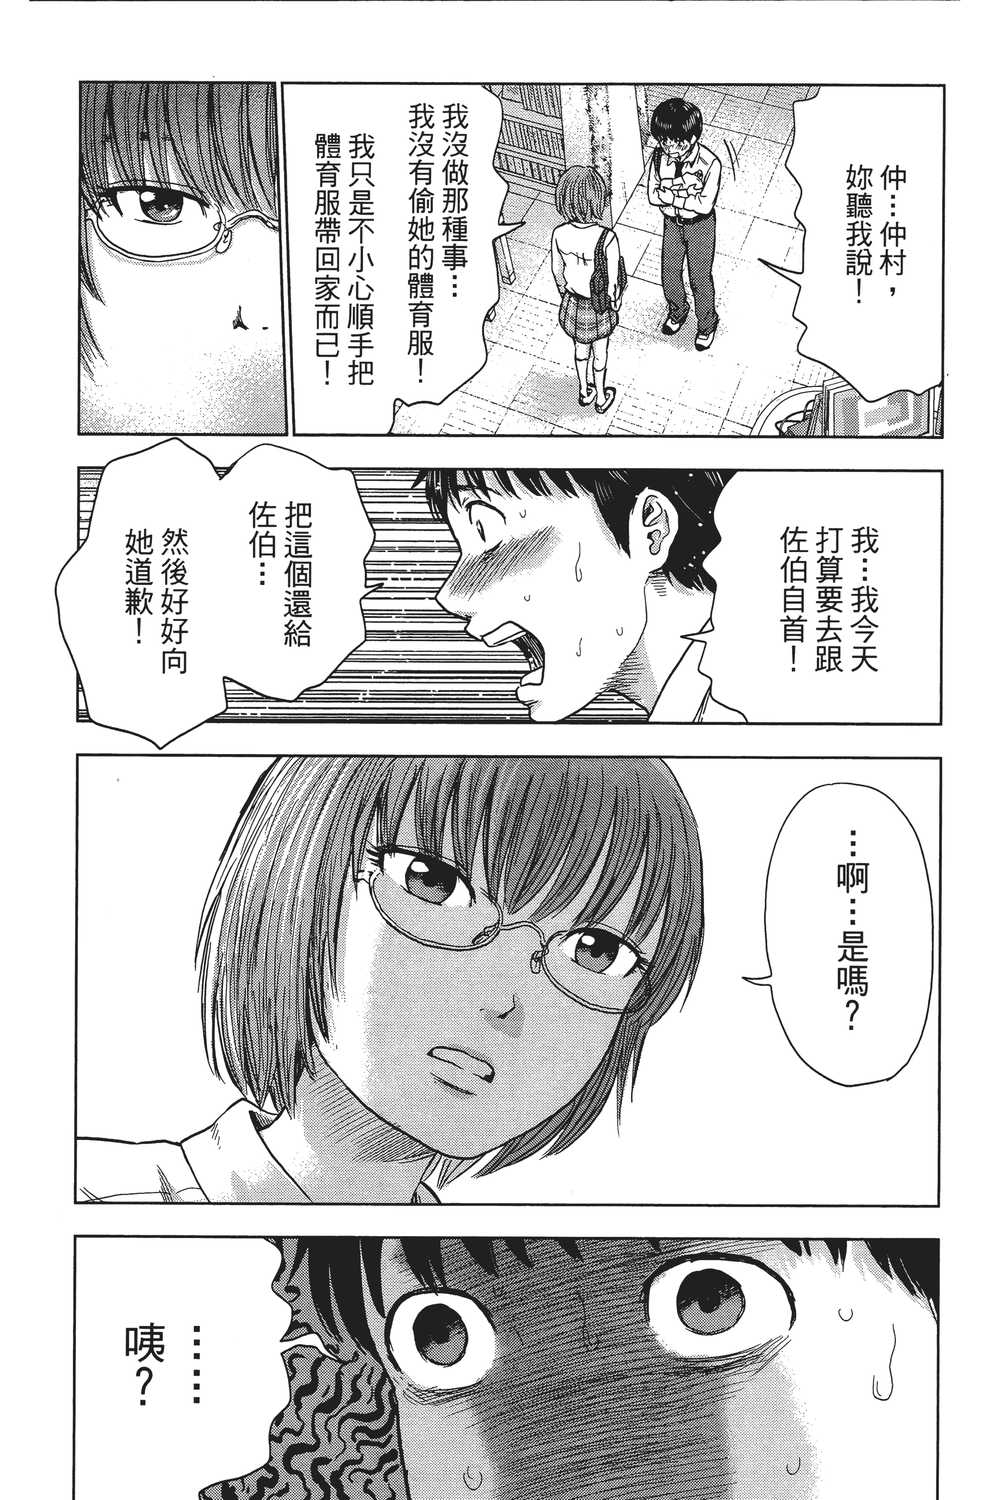 仲…仲村，
妳聽我說！
我沒做那種事…
我沒有偷她的體育服！
我只是不小心順手把
體育服帶回家而已！
我…我今天
打算要去跟
佐伯自首！
把這個還給
佐伯…
然後好好向
她道歉！
…啊…是嗎？
……
咦？